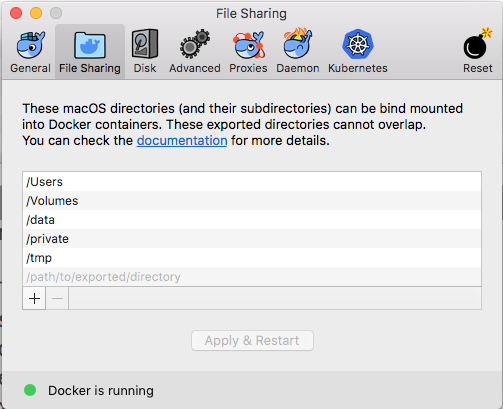 File Sharing
General File Sharing Disk Advanced Proxies Daemon Kubernetes Reset
These macOS directories (and their subdirectories) can be bind mounted
into Docker containers. These exported directories cannot overlap.
You can check the documentation for more details.
/Users
/Volumes
/data
/private
/tmp
/path/to/exported/directory
+ −
Apply & Restart
Docker is running